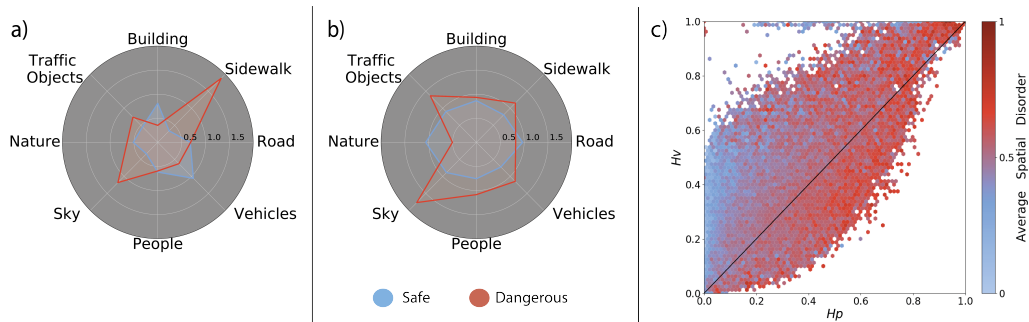 a)
Building
Traffic
Objects
Sidewalk
Nature
0.5 1.0 1.5
Road
Sky
Vehicles
People
b)
Building
Traffic
Objects
Sidewalk
Nature
0.5 1.0 1.5
Road
Sky
Vehicles
People
Safe
Dangerous
c)
1.0
0.8
0.6
0.4
0.2
0.0
Hv
0.0 0.2 0.4 0.6 0.8 1.0
Hp
1
0.5
0
Average Spatial Disorder